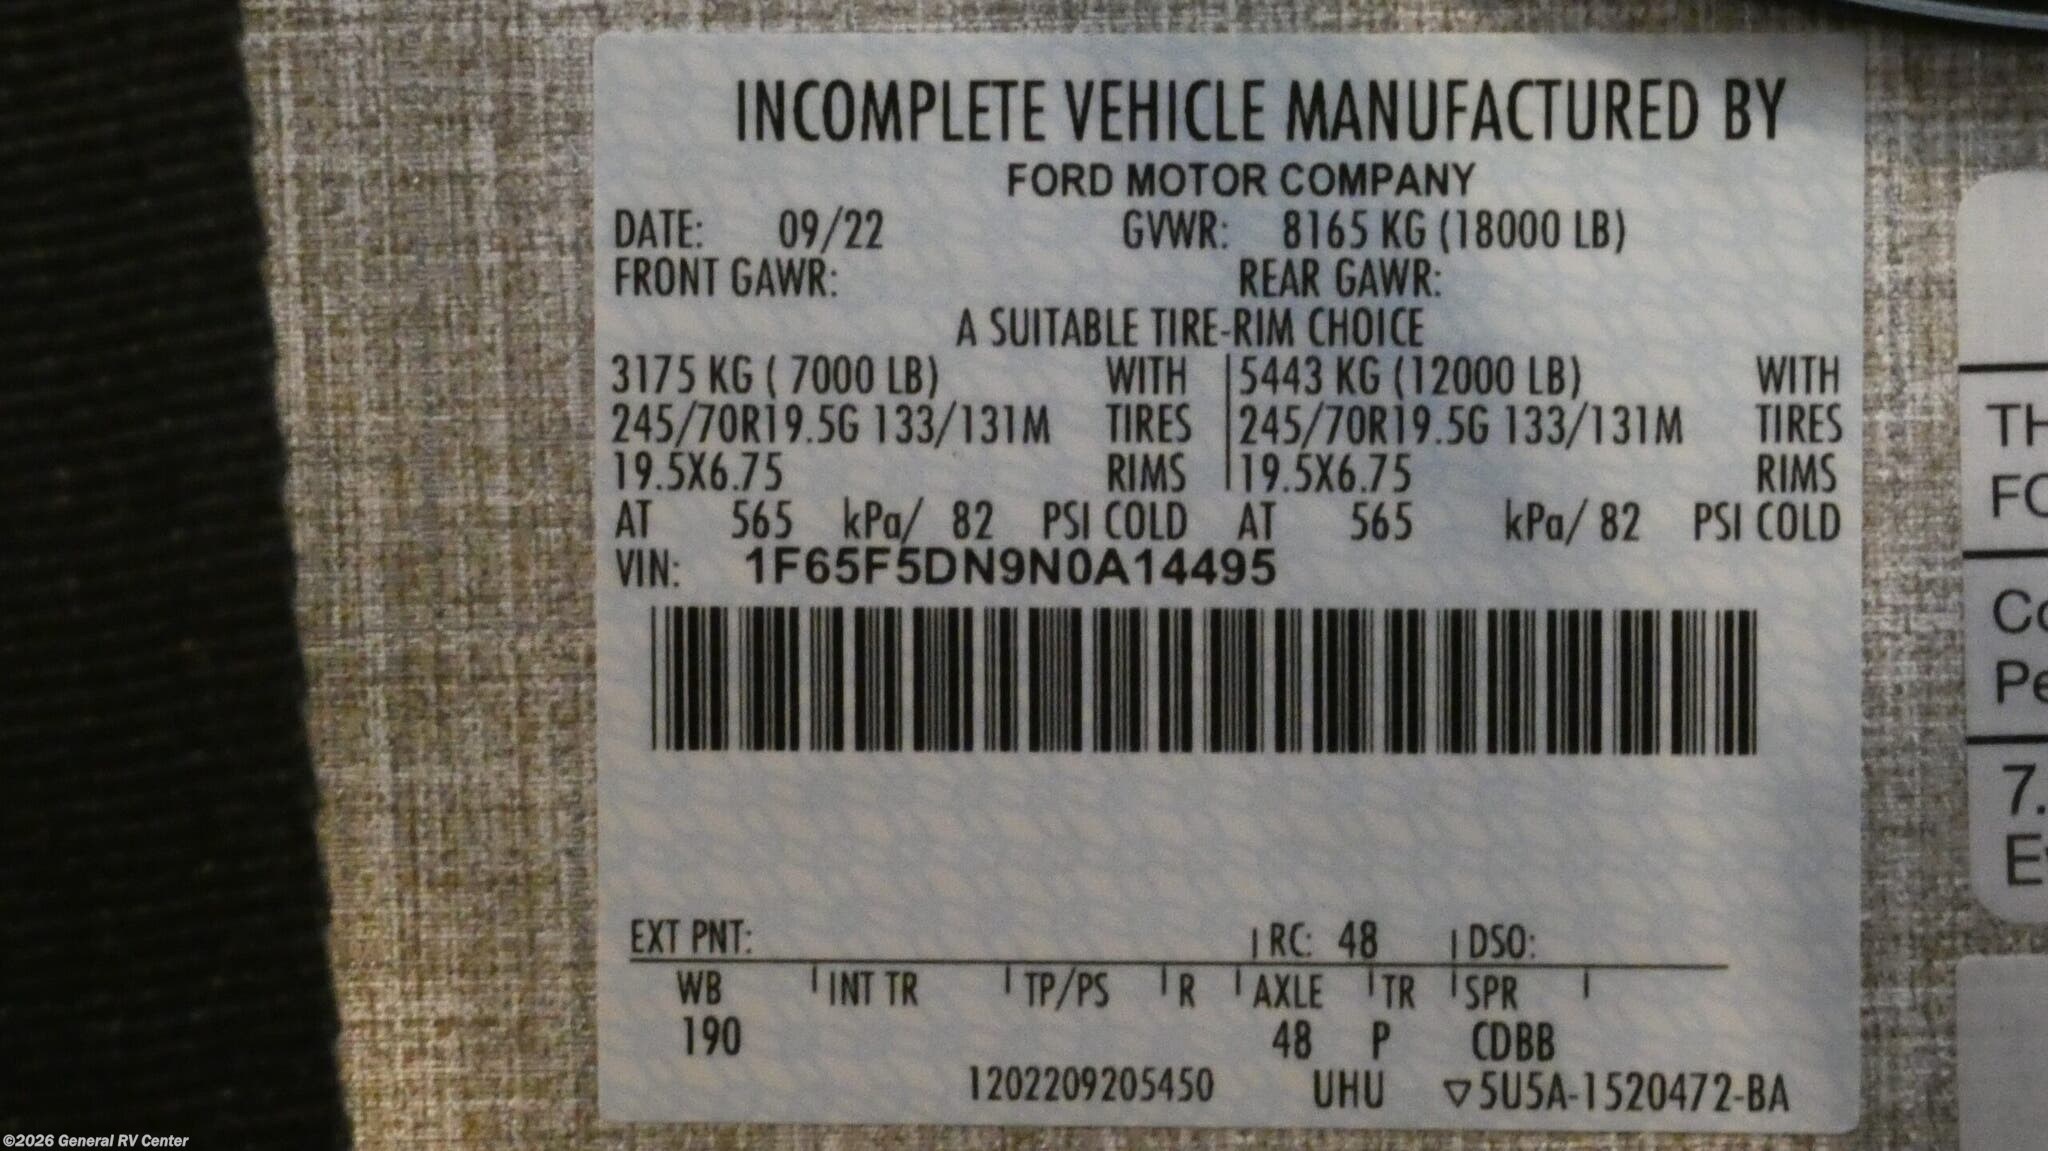 INCOMPLETE VEHICLE MANUFACTURED BY
FORD MOTOR COMPANY
DATE: 09/22 GVWR: 8165 KG (18000 LB)
FRONT GAWR: REAR GAWR:
A SUITABLE TIRE-RIM CHOICE
3175 KG ( 7000 LB) WITH 5443 KG (12000 LB) WITH
245/70R19.5G 133/131M TIRES 245/70R19.5G 133/131M TIRES
19.5X6.75 RIMS 19.5X6.75 RIMS
AT 565 kPa/ 82 PSI COLD AT 565 kPa/ 82 PSI COLD
VIN: 1F65F5DN9N0A14495
EXT PNT: RC: 48 DSO:
WB INT TR TP/PS R AXLE TR SPR
190 48 P CDBB
1202209205450 UHU ▽5U5A-1520472-BA
7.
©2026 General RV Center